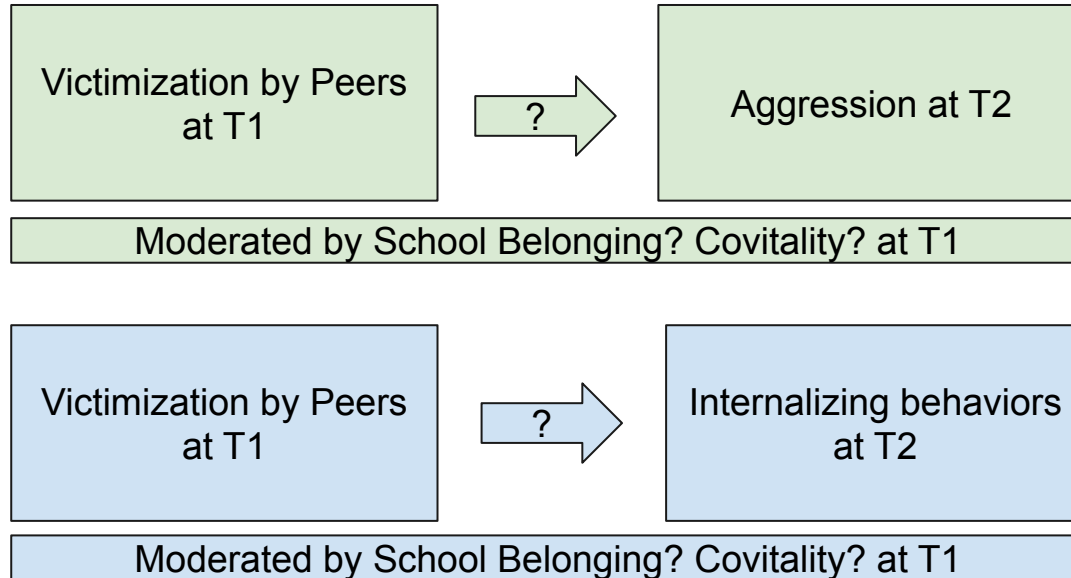 Victimization by Peers
at T1
?
Aggression at T2
Moderated by School Belonging? Covitality? at T1
Victimization by Peers
at T1
?
Internalizing behaviors
at T2
Moderated by School Belonging? Covitality? at T1